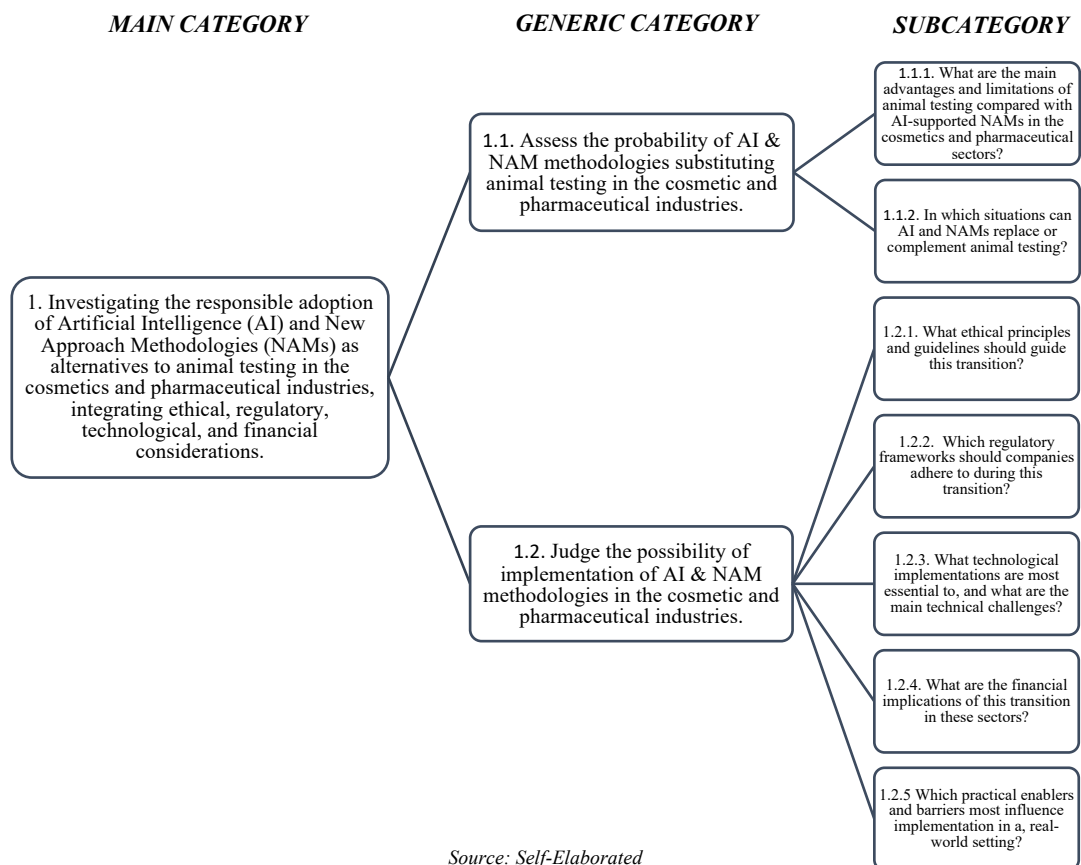 MAIN CATEGORY
GENERIC CATEGORY
SUBCATEGORY
1. Investigating the responsible adoption
of Artificial Intelligence (AI) and New
Approach Methodologies (NAMs) as
alternatives to animal testing in the
cosmetics and pharmaceutical industries,
integrating ethical, regulatory,
technological, and financial
considerations.
1.1. Assess the probability of AI &
NAM methodologies substituting
animal testing in the cosmetic and
pharmaceutical industries.
1.1.1. What are the main
advantages and limitations of
animal testing compared with
AI-supported NAMs in the
cosmetics and pharmaceutical
sectors?
1.1.2. In which situations can
AI and NAMs replace or
complement animal testing?
1.2. Judge the possibility of
implementation of AI & NAM
methodologies in the cosmetic and
pharmaceutical industries.
1.2.1. What ethical principles
and guidelines should guide
this transition?
1.2.2. Which regulatory
frameworks should companies
adhere to during this
transition?
1.2.3. What technological
implementations are most
essential to, and what are the
main technical challenges?
1.2.4. What are the financial
implications of this transition
in these sectors?
1.2.5 Which practical enablers
and barriers most influence
implementation in a, real-
world setting?
Source: Self-Elaborated